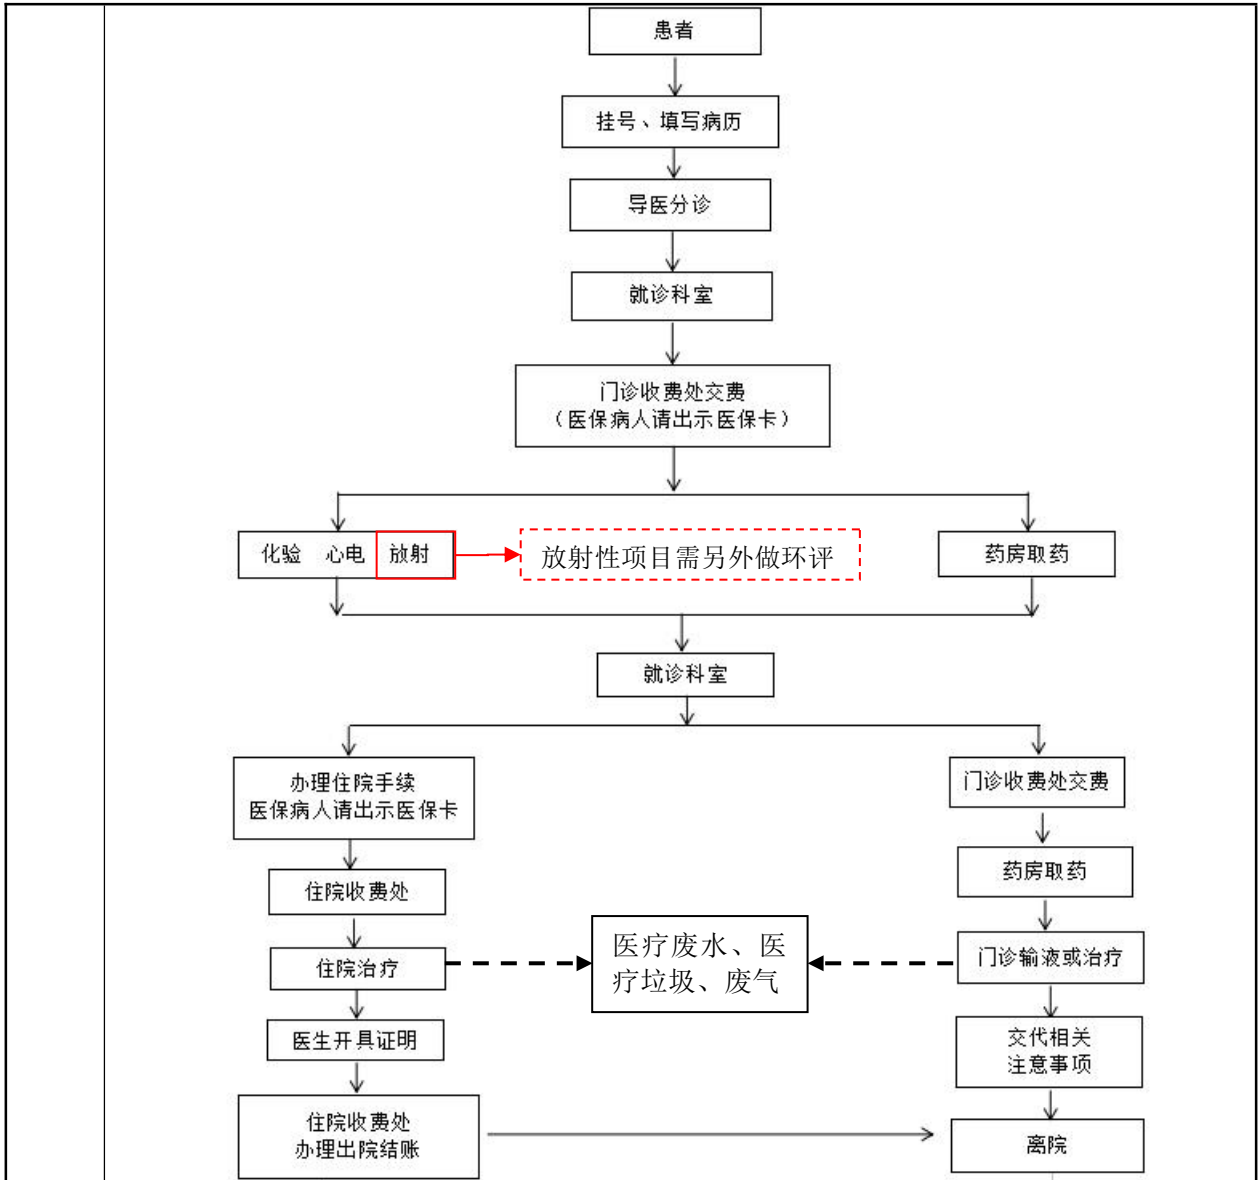 患者
挂号、填写病历
导医分诊
就诊科室
门诊收费处交费
（医保病人请出示医保卡）
化验 心电 放射
放射性项目需另外做环评
药房取药
就诊科室
办理住院手续
医保病人请出示医保卡
门诊收费处交费
住院收费处
药房取药
住院治疗
医疗废水、医
疗垃圾、废气
门诊输液或治疗
医生开具证明
交代相关
注意事项
住院收费处
办理出院结账
离院